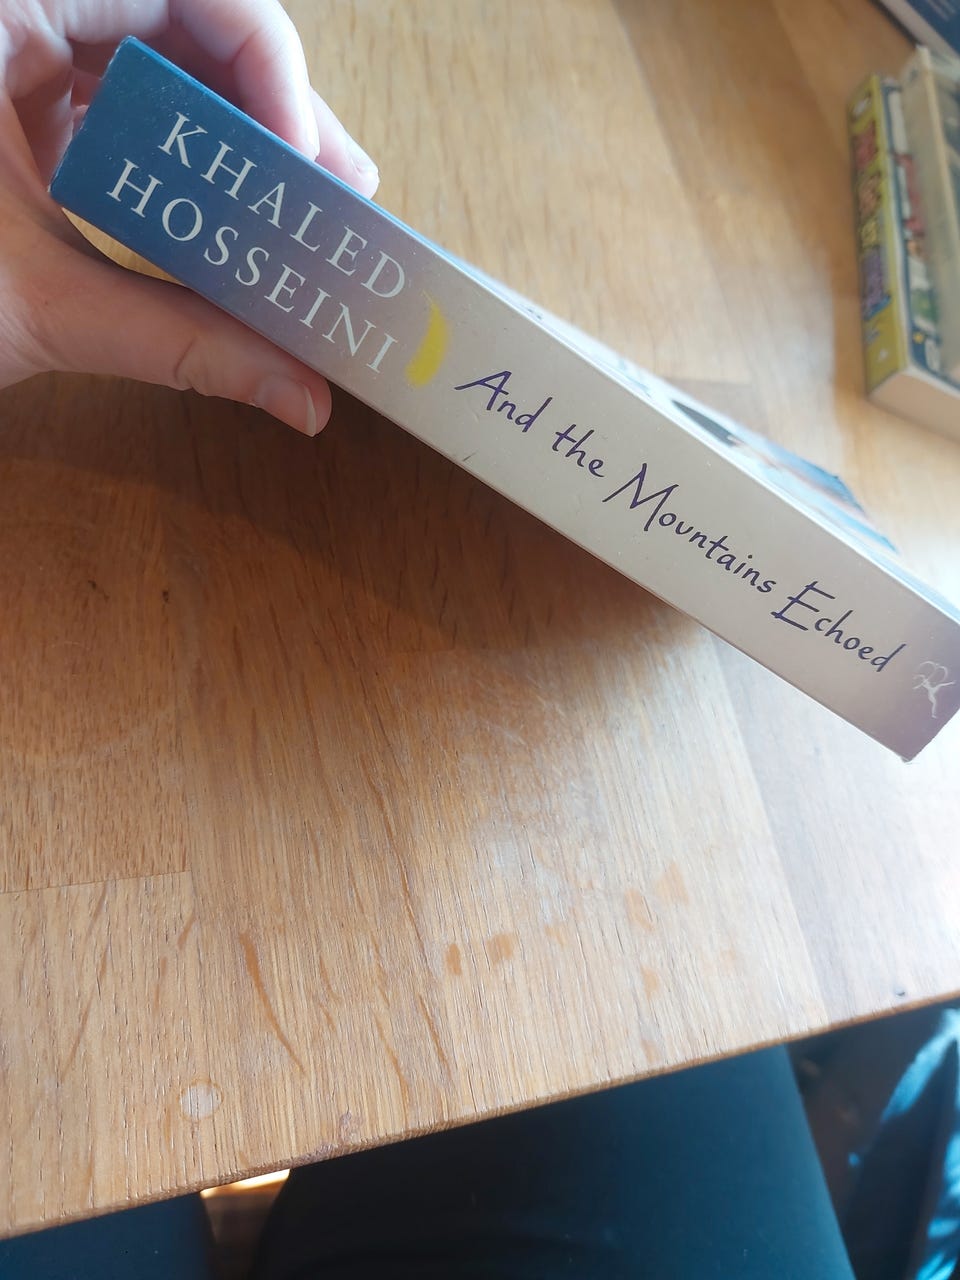 KHALED
HOSSEINI
And the Mountains Echoed